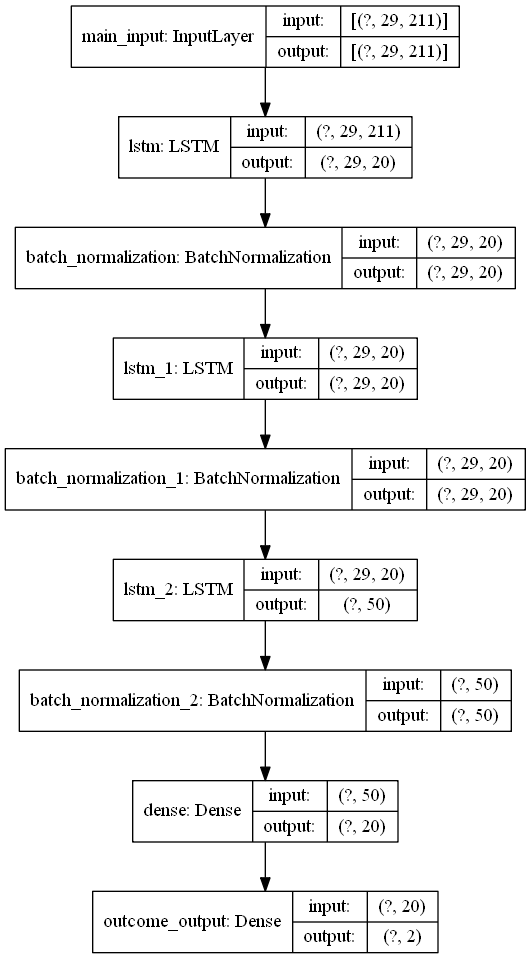 main_input: InputLayer
input:
[(?, 29, 211)]
output:
[(?, 29, 211)]
lstm: LSTM
input:
(?, 29, 211)
output:
(?, 29, 20)
batch_normalization: BatchNormalization
input:
(?, 29, 20)
output:
(?, 29, 20)
lstm_1: LSTM
input:
(?, 29, 20)
output:
(?, 29, 20)
batch_normalization_1: BatchNormalization
input:
(?, 29, 20)
output:
(?, 29, 20)
lstm_2: LSTM
input:
(?, 29, 20)
output:
(?, 50)
batch_normalization_2: BatchNormalization
input:
(?, 50)
output:
(?, 50)
dense: Dense
input:
(?, 50)
output:
(?, 20)
outcome_output: Dense
input:
(?, 20)
output:
(?, 2)